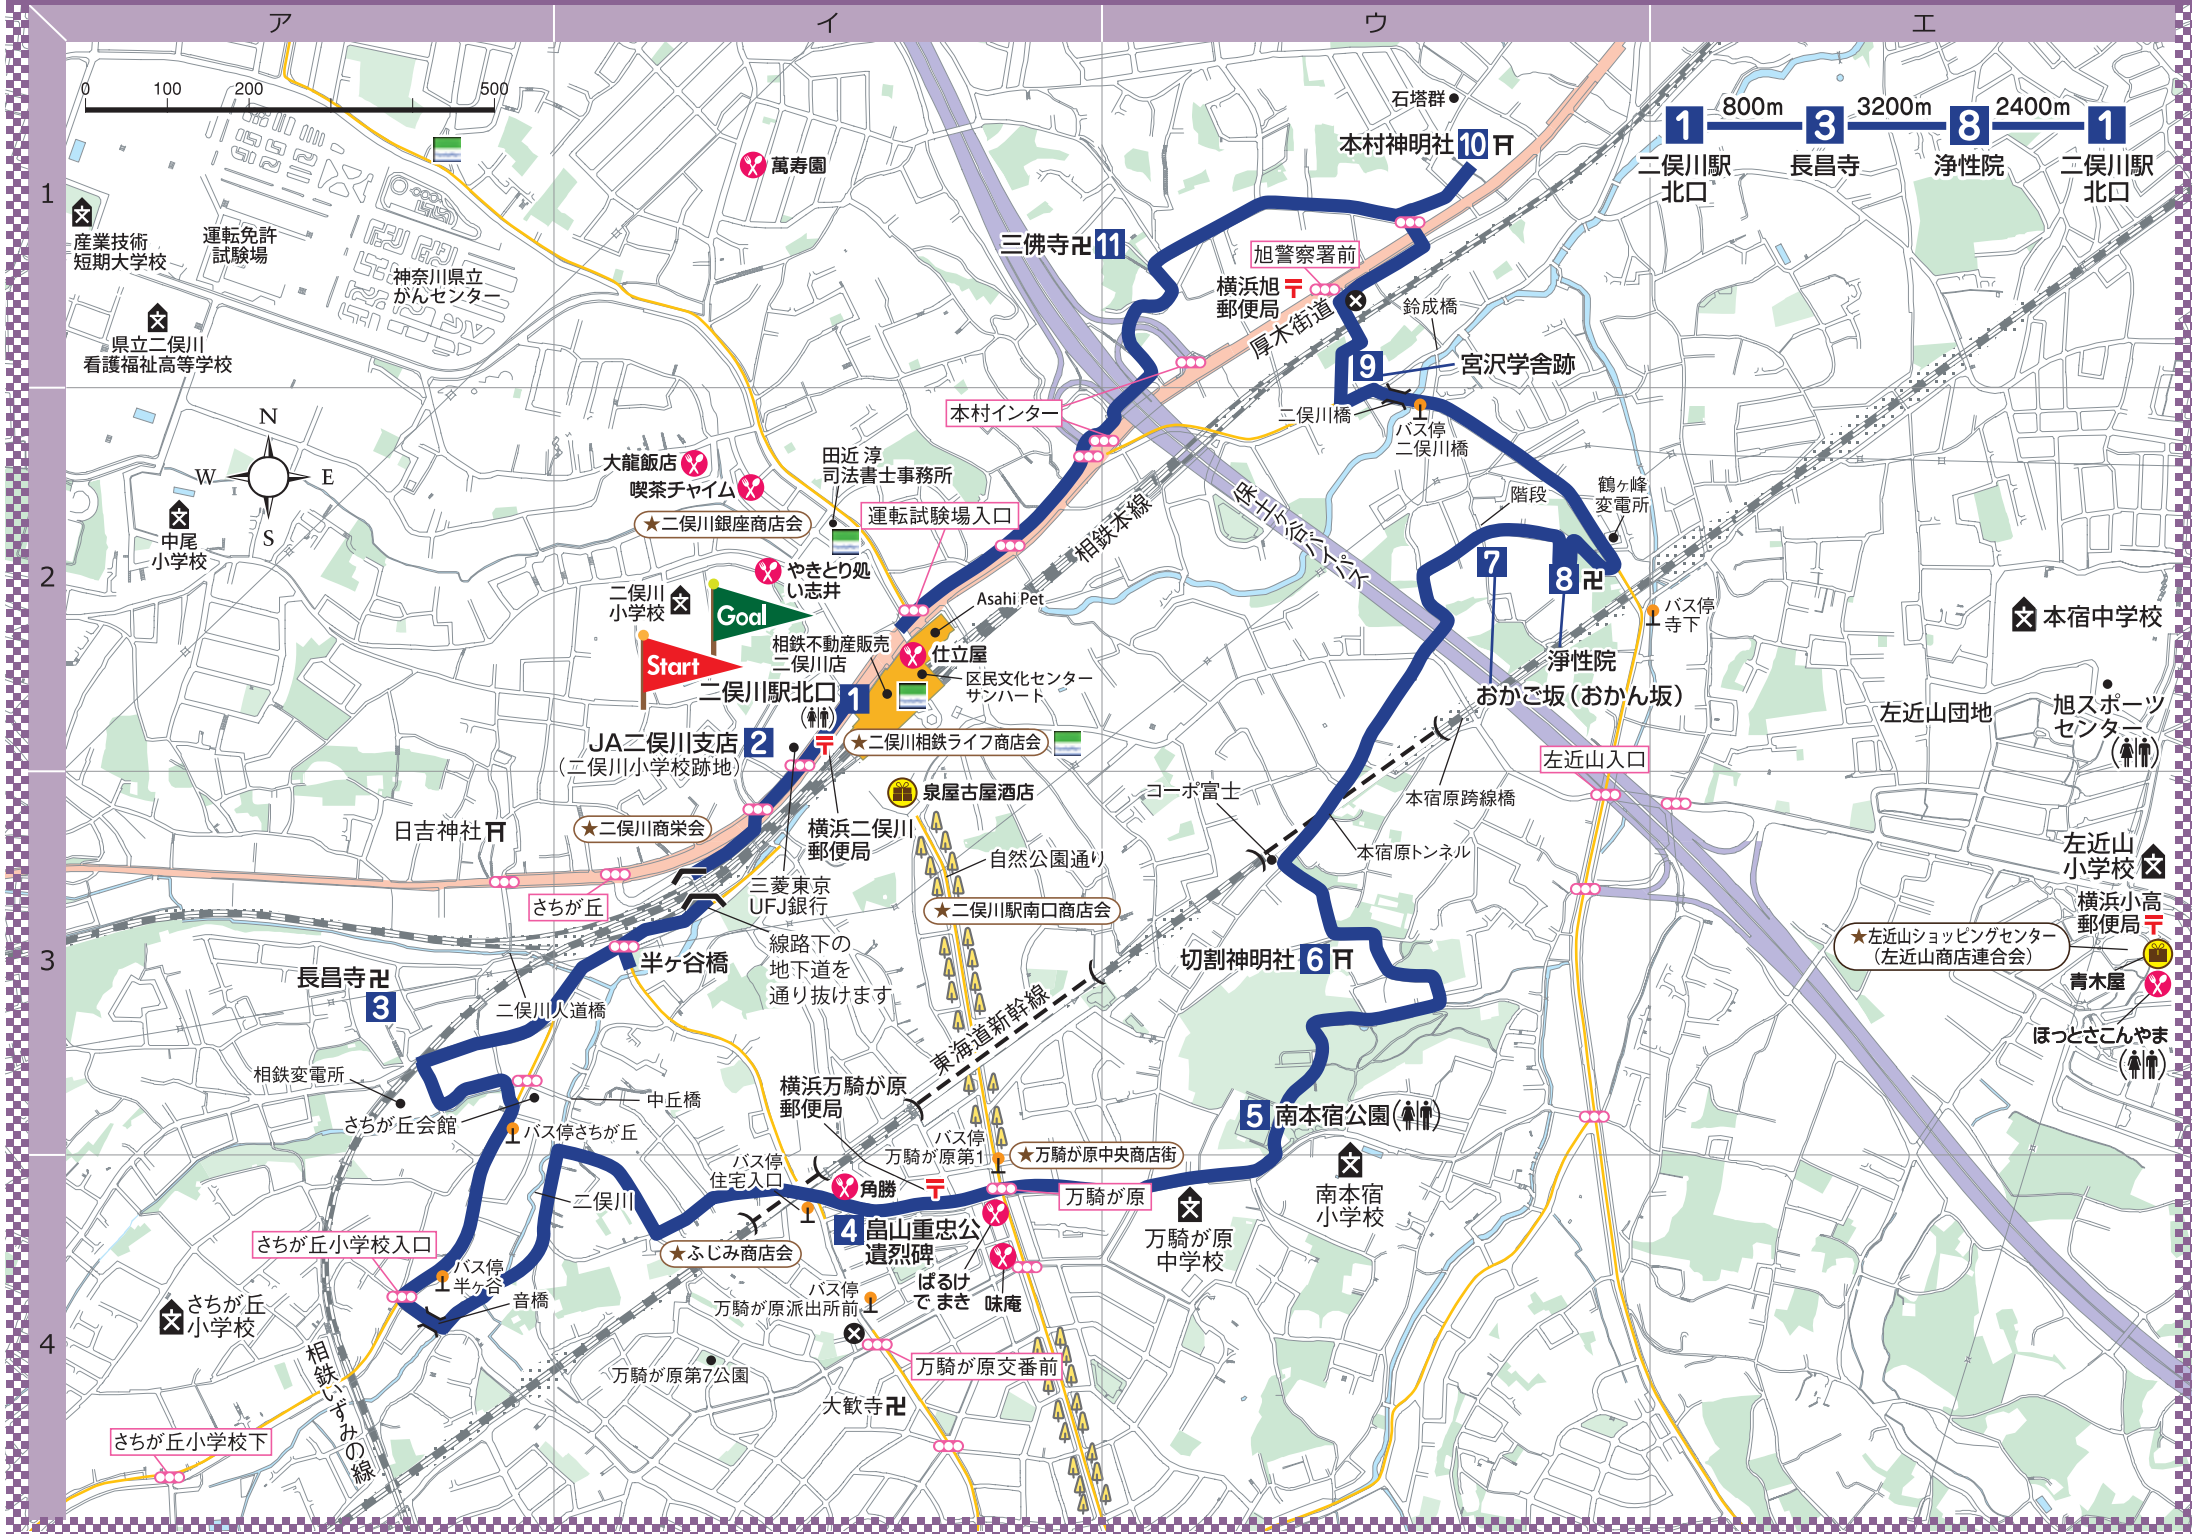 ア
イ
ウ
エ
1
2
3
4
0
100
200
500
1 800m 3 3200m 8 2400m 1
二俣川駅
北口
長昌寺
浄性院
二俣川駅
北口
石塔群
本村神明社 10
萬寿園
産業技術
短期大学校
運転免許
試験場
神奈川県立
がんセンター
県立二俣川
看護福祉高等学校
三佛寺 11
旭警察署前
横浜旭
郵便局
厚木街道
鈴成橋
9
宮沢学舎跡
本村インター
二俣川橋
バス停
二俣川橋
N
W
E
S
中尾
小学校
大龍飯店
喫茶チャイム
★二俣川銀座商店会
田近 淳
司法書士事務所
運転試験場入口
相鉄本線
保土ヶ谷バイパス
階段
鶴ヶ峰
変電所
7
8
やきとり処
い志井
二俣川
小学校
Goal
Start
Asahi Pet
相鉄不動産販売
二俣川店
仕立屋
区民文化センター
サンハート
二俣川駅北口 1
バス停
寺下
本宿中学校
浄性院
おかご坂(おかん坂)
左近山団地
旭スポーツ
センター
JA二俣川支店 2
(二俣川小学校跡地)
★二俣川相鉄ライフ商店会
左近山入口
泉屋古屋酒店
コーポ富士
本宿原跨線橋
日吉神社
★二俣川商栄会
横浜二俣川
郵便局
自然公園通り
本宿原トンネル
左近山
小学校
三菱東京
UFJ銀行
さちが丘
★二俣川駅南口商店会
横浜小高
郵便局
★左近山ショッピングセンター
(左近山商店連合会)
線路下の
地下道を
通り抜けます
半ヶ谷橋
切割神明社 6
長昌寺
3
青木屋
二俣川人道橋
東海道新幹線
ほっとさこんやま
相鉄変電所
横浜万騎が原
郵便局
中丘橋
さちが丘会館
バス停さちが丘
5 南本宿公園
バス停
万騎が原第1
★万騎が原中央商店街
バス停
住宅入口
角勝
万騎が原
二俣川
南本宿
小学校
4 畠山重忠公
遺烈碑
万騎が原
中学校
さちが丘小学校入口
★ふじみ商店会
バス停
半ヶ谷
音橋
ぱるけ
で まき
味庵
バス停
万騎が原派出所前
さちが丘
小学校
万騎が原第7公園
万騎が原交番前
相鉄いずみの線
大歓寺
さちが丘小学校下